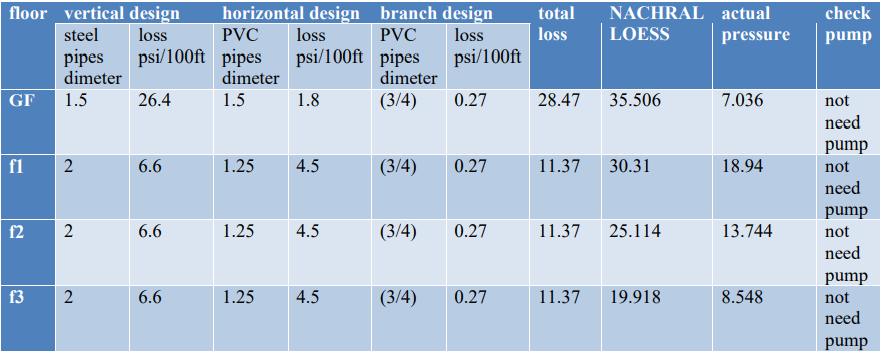 floor vertical design horizontal design branch design total loss NACHRAL LOESS actual pressure check pump
steel pipes dimeter loss psi/100ft PVC pipes dimeter loss psi/100ft PVC pipes dimeter loss psi/100ft
GF 1.5 26.4 1.5 1.8 (3/4) 0.27 28.47 35.506 7.036 not need pump
f1 2 6.6 1.25 4.5 (3/4) 0.27 11.37 30.31 18.94 not need pump
f2 2 6.6 1.25 4.5 (3/4) 0.27 11.37 25.114 13.744 not need pump
f3 2 6.6 1.25 4.5 (3/4) 0.27 11.37 19.918 8.548 not need pump